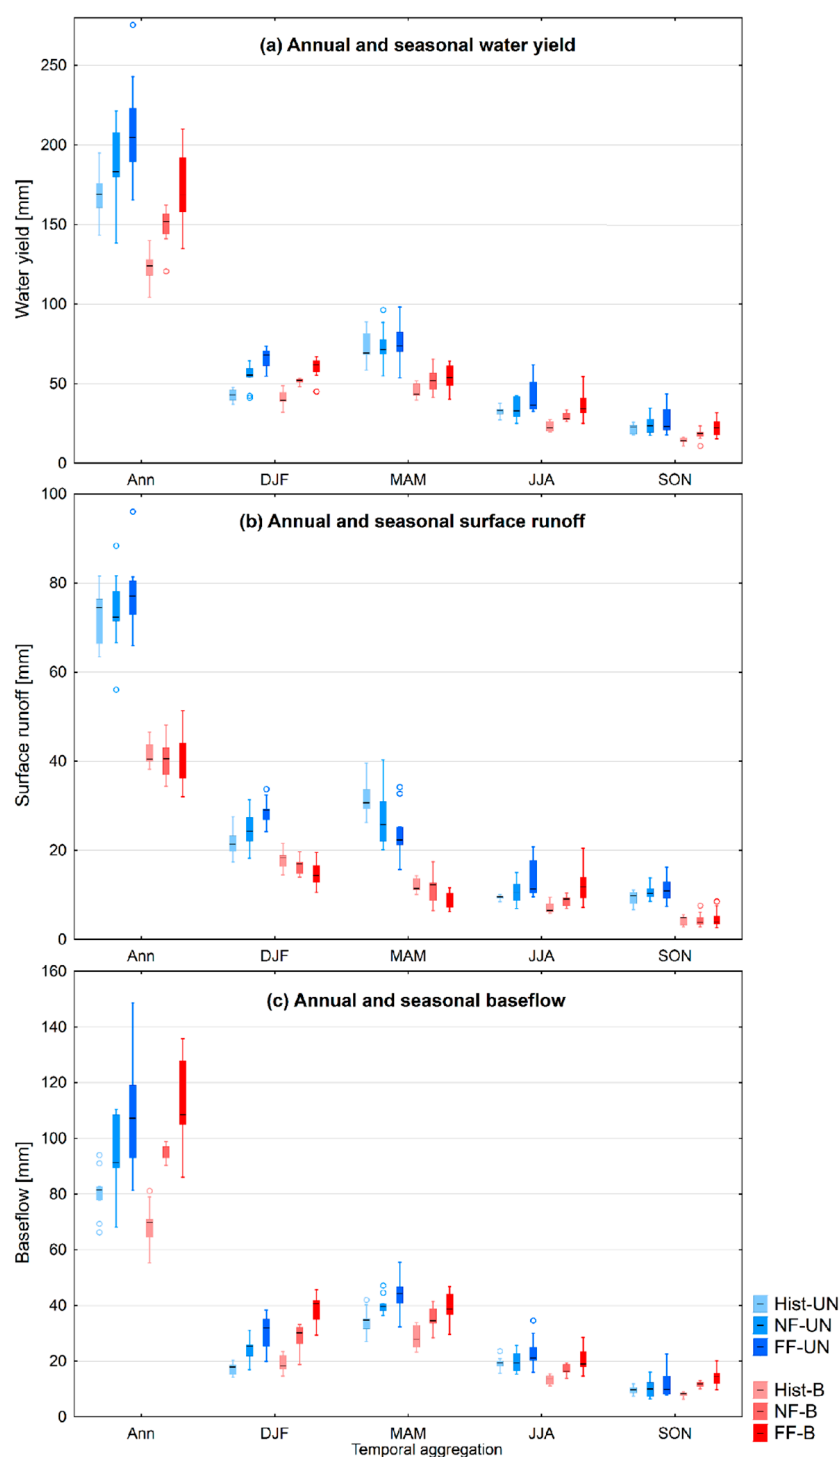 (a) Annual and seasonal water yield
Water yield [mm]
250
200
150
100
50
0
Ann DJF MAM JJA SON
(b) Annual and seasonal surface runoff
Surface runoff [mm]
100
80
60
40
20
0
Ann DJF MAM JJA SON
(c) Annual and seasonal baseflow
Baseflow [mm]
160
140
120
100
80
60
40
20
0
Ann DJF MAM JJA SON
Temporal aggregation
Hist-UN
NF-UN
FF-UN
Hist-B
NF-B
FF-B